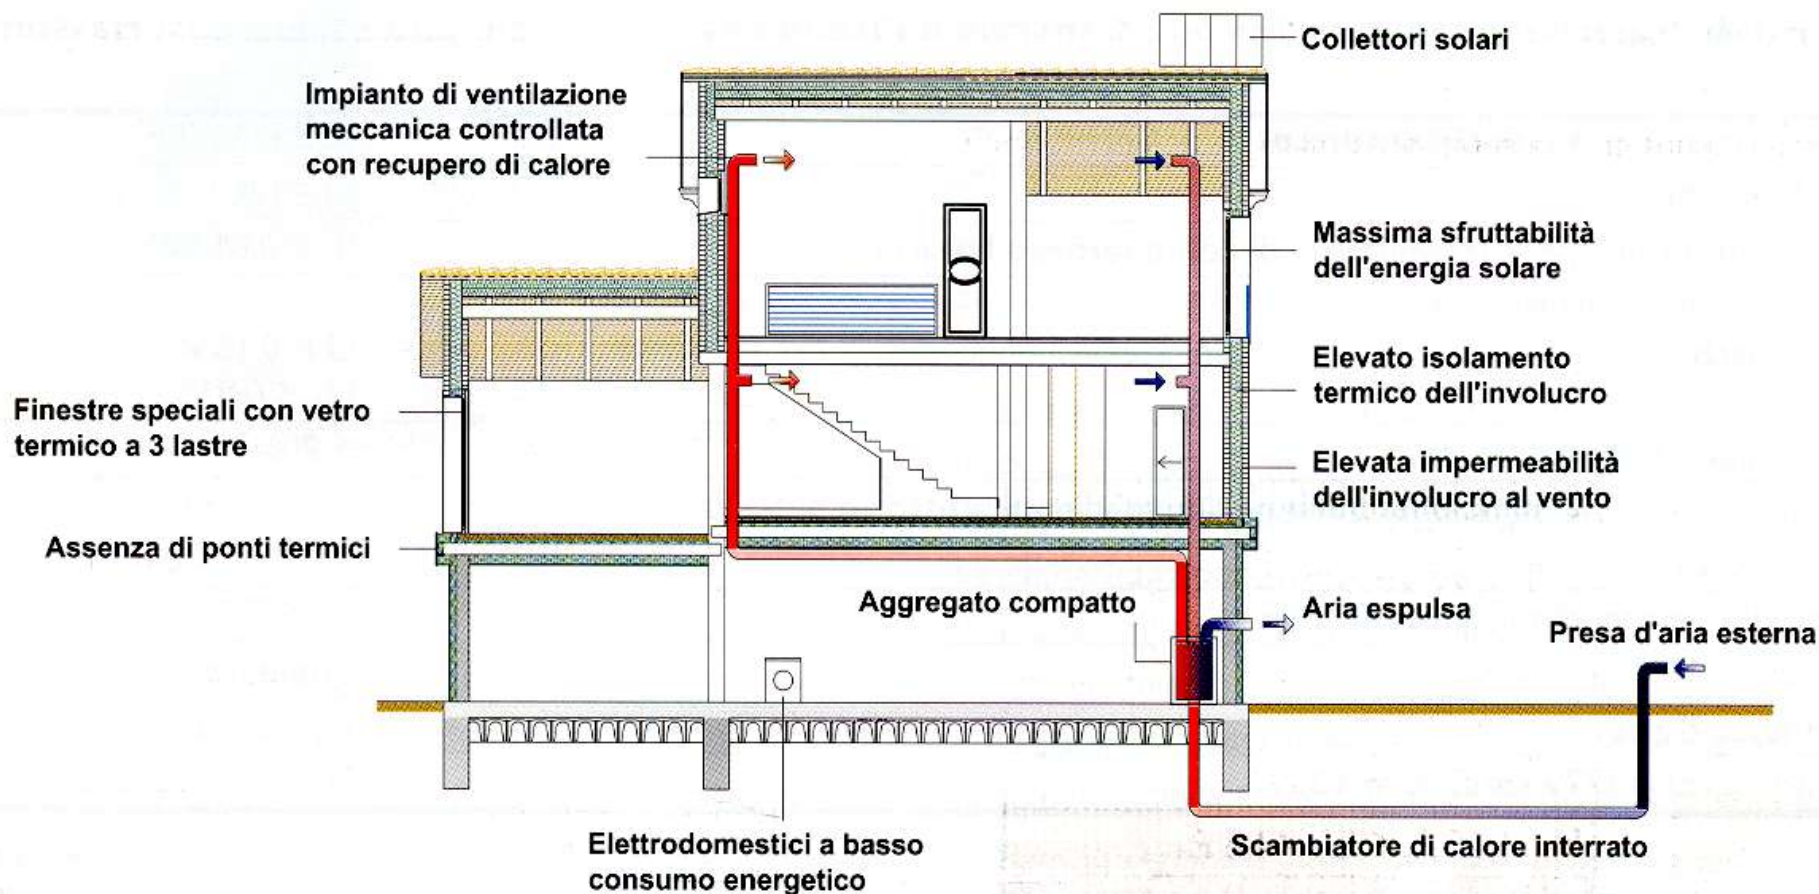 Collettori solari
Impianto di ventilazione
meccanica controllata
con recupero di calore
Massima sfruttabilità
dell'energia solare
Elevato isolamento
termico dell'involucro
Finestre speciali con vetro
termico a 3 lastre
Elevata impermeabilità
dell'involucro al vento
Assenza di ponti termici
Aggregato compatto
Aria espulsa
Presa d'aria esterna
Elettrodomestici a basso
consumo energetico
Scambiatore di calore interrato